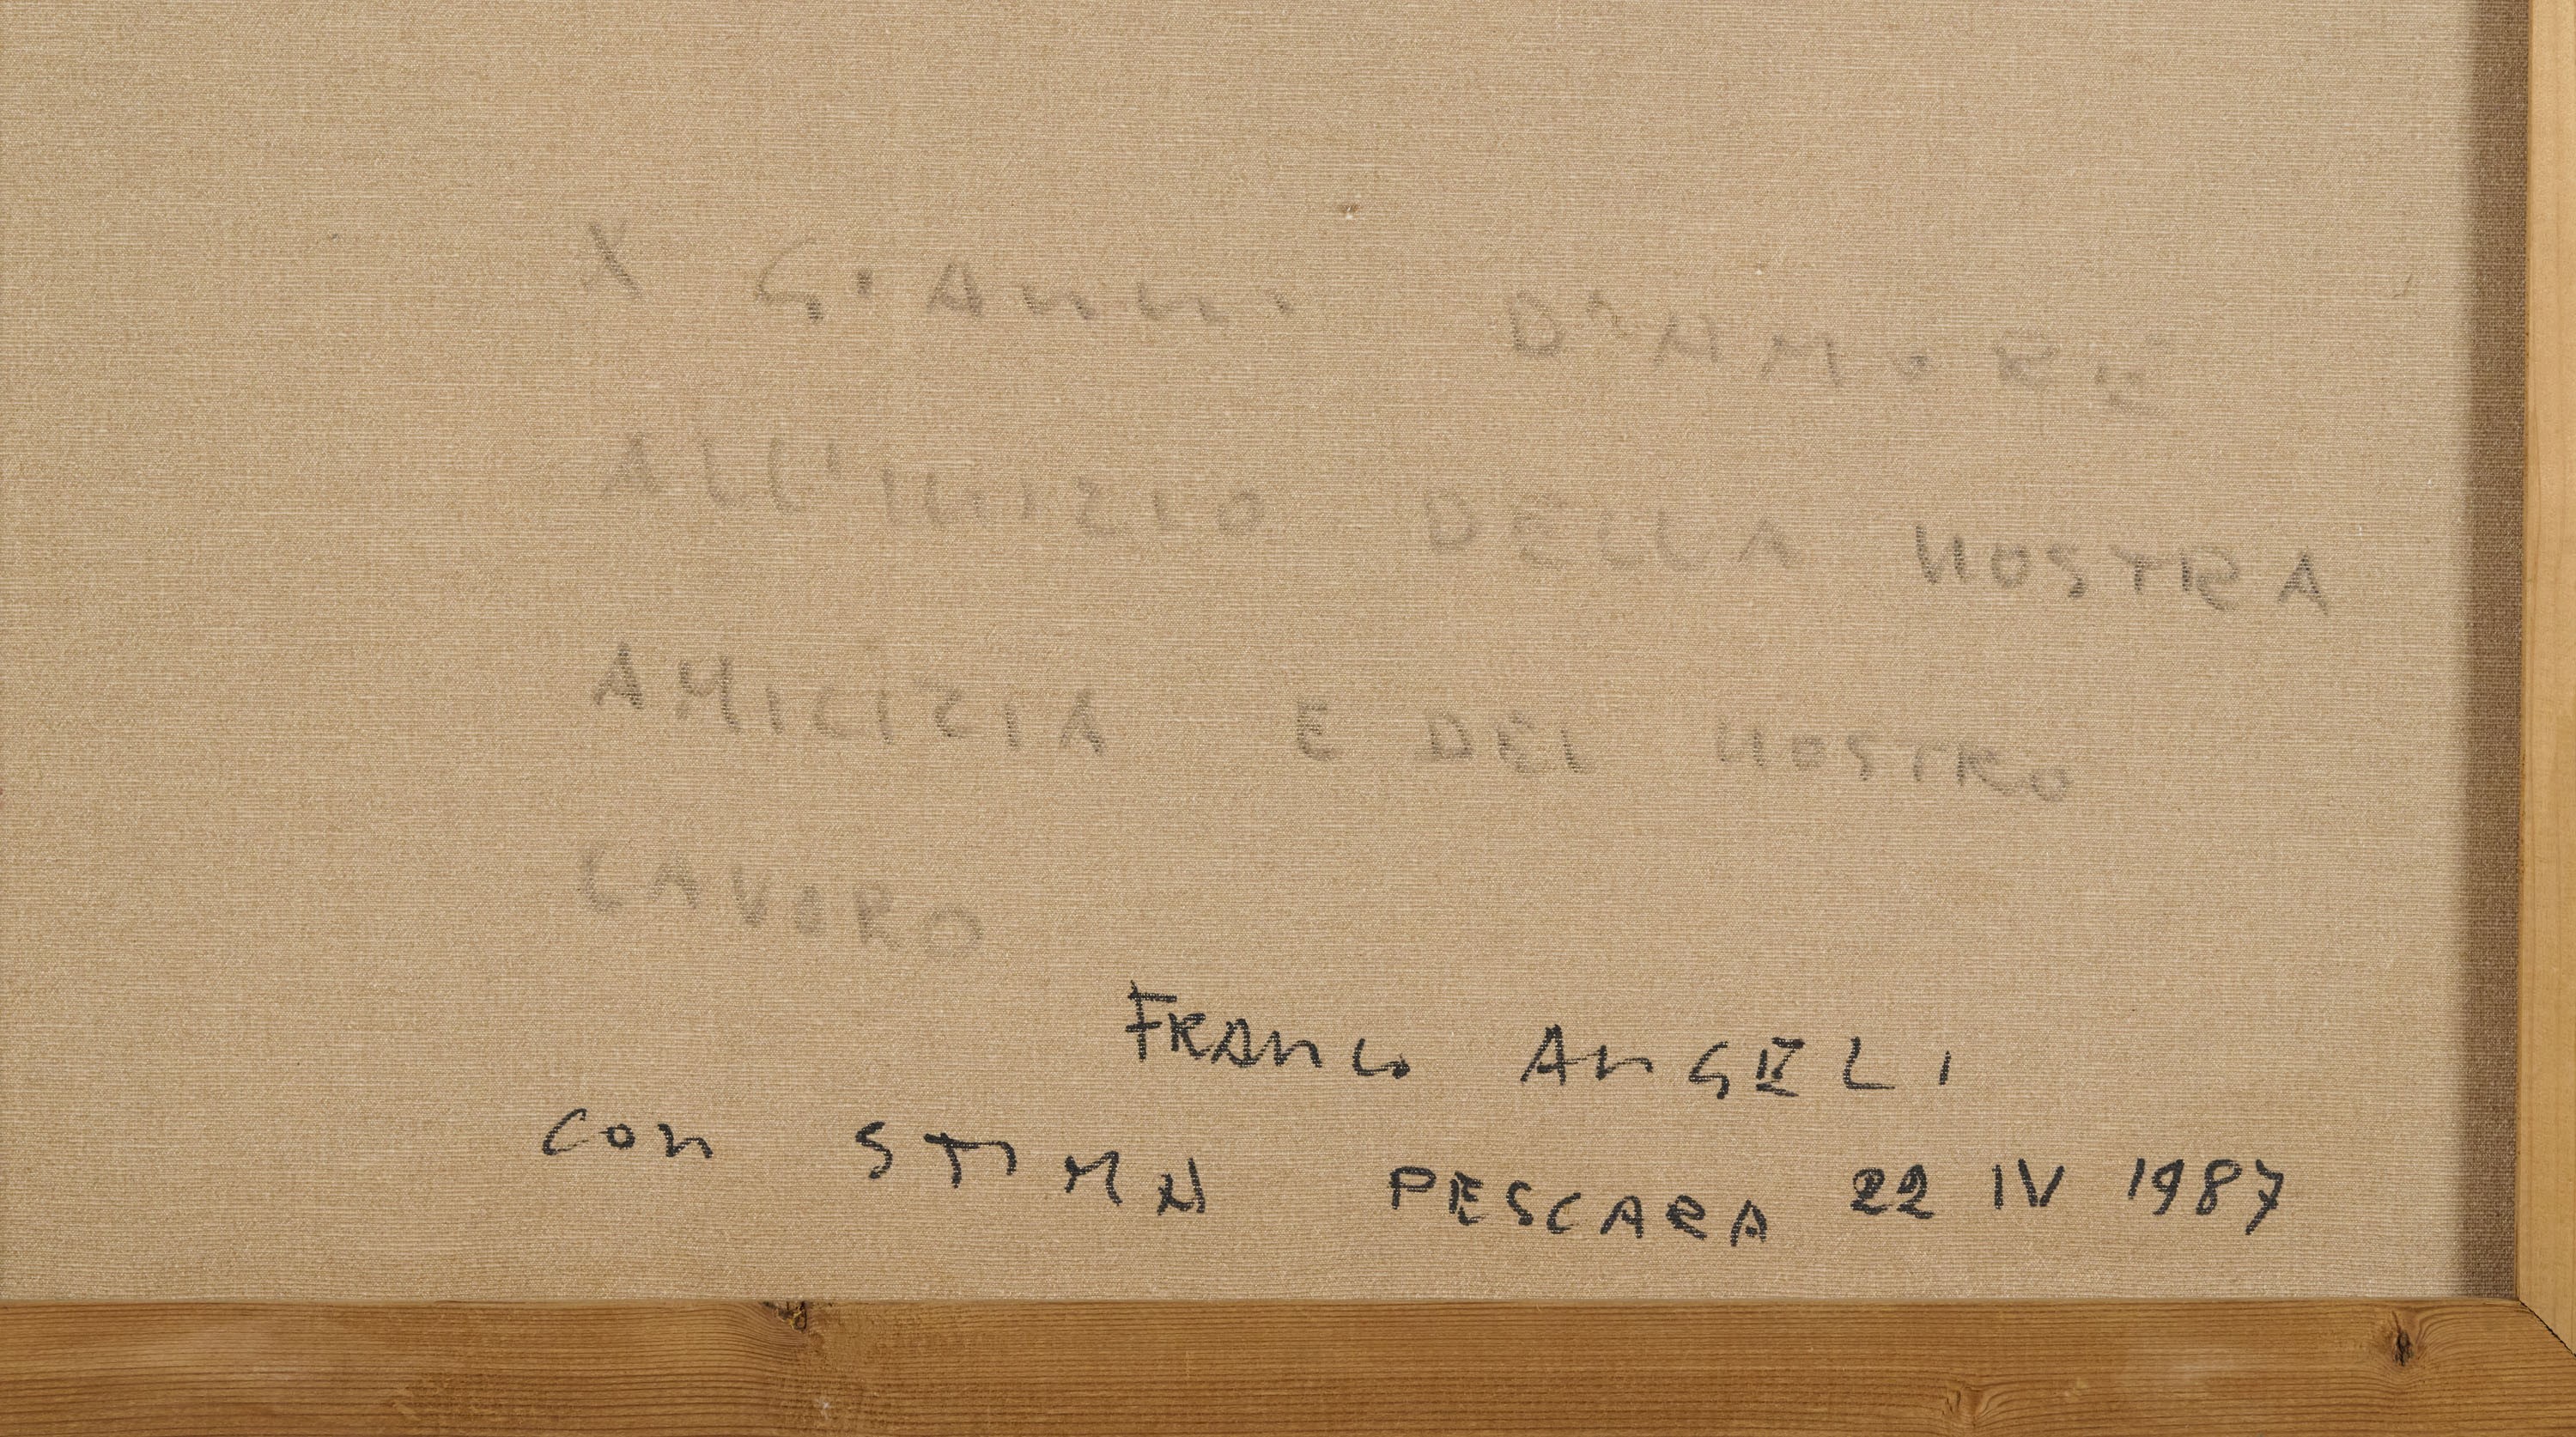 X GIANNI D'AMORE
ALL'INIZIO DELLA NOSTRA
AMICIZIA E DEL NOSTRO
LAVORO
FRANCO ANGELI
CON STIMA PESCARA 22 IV 1987